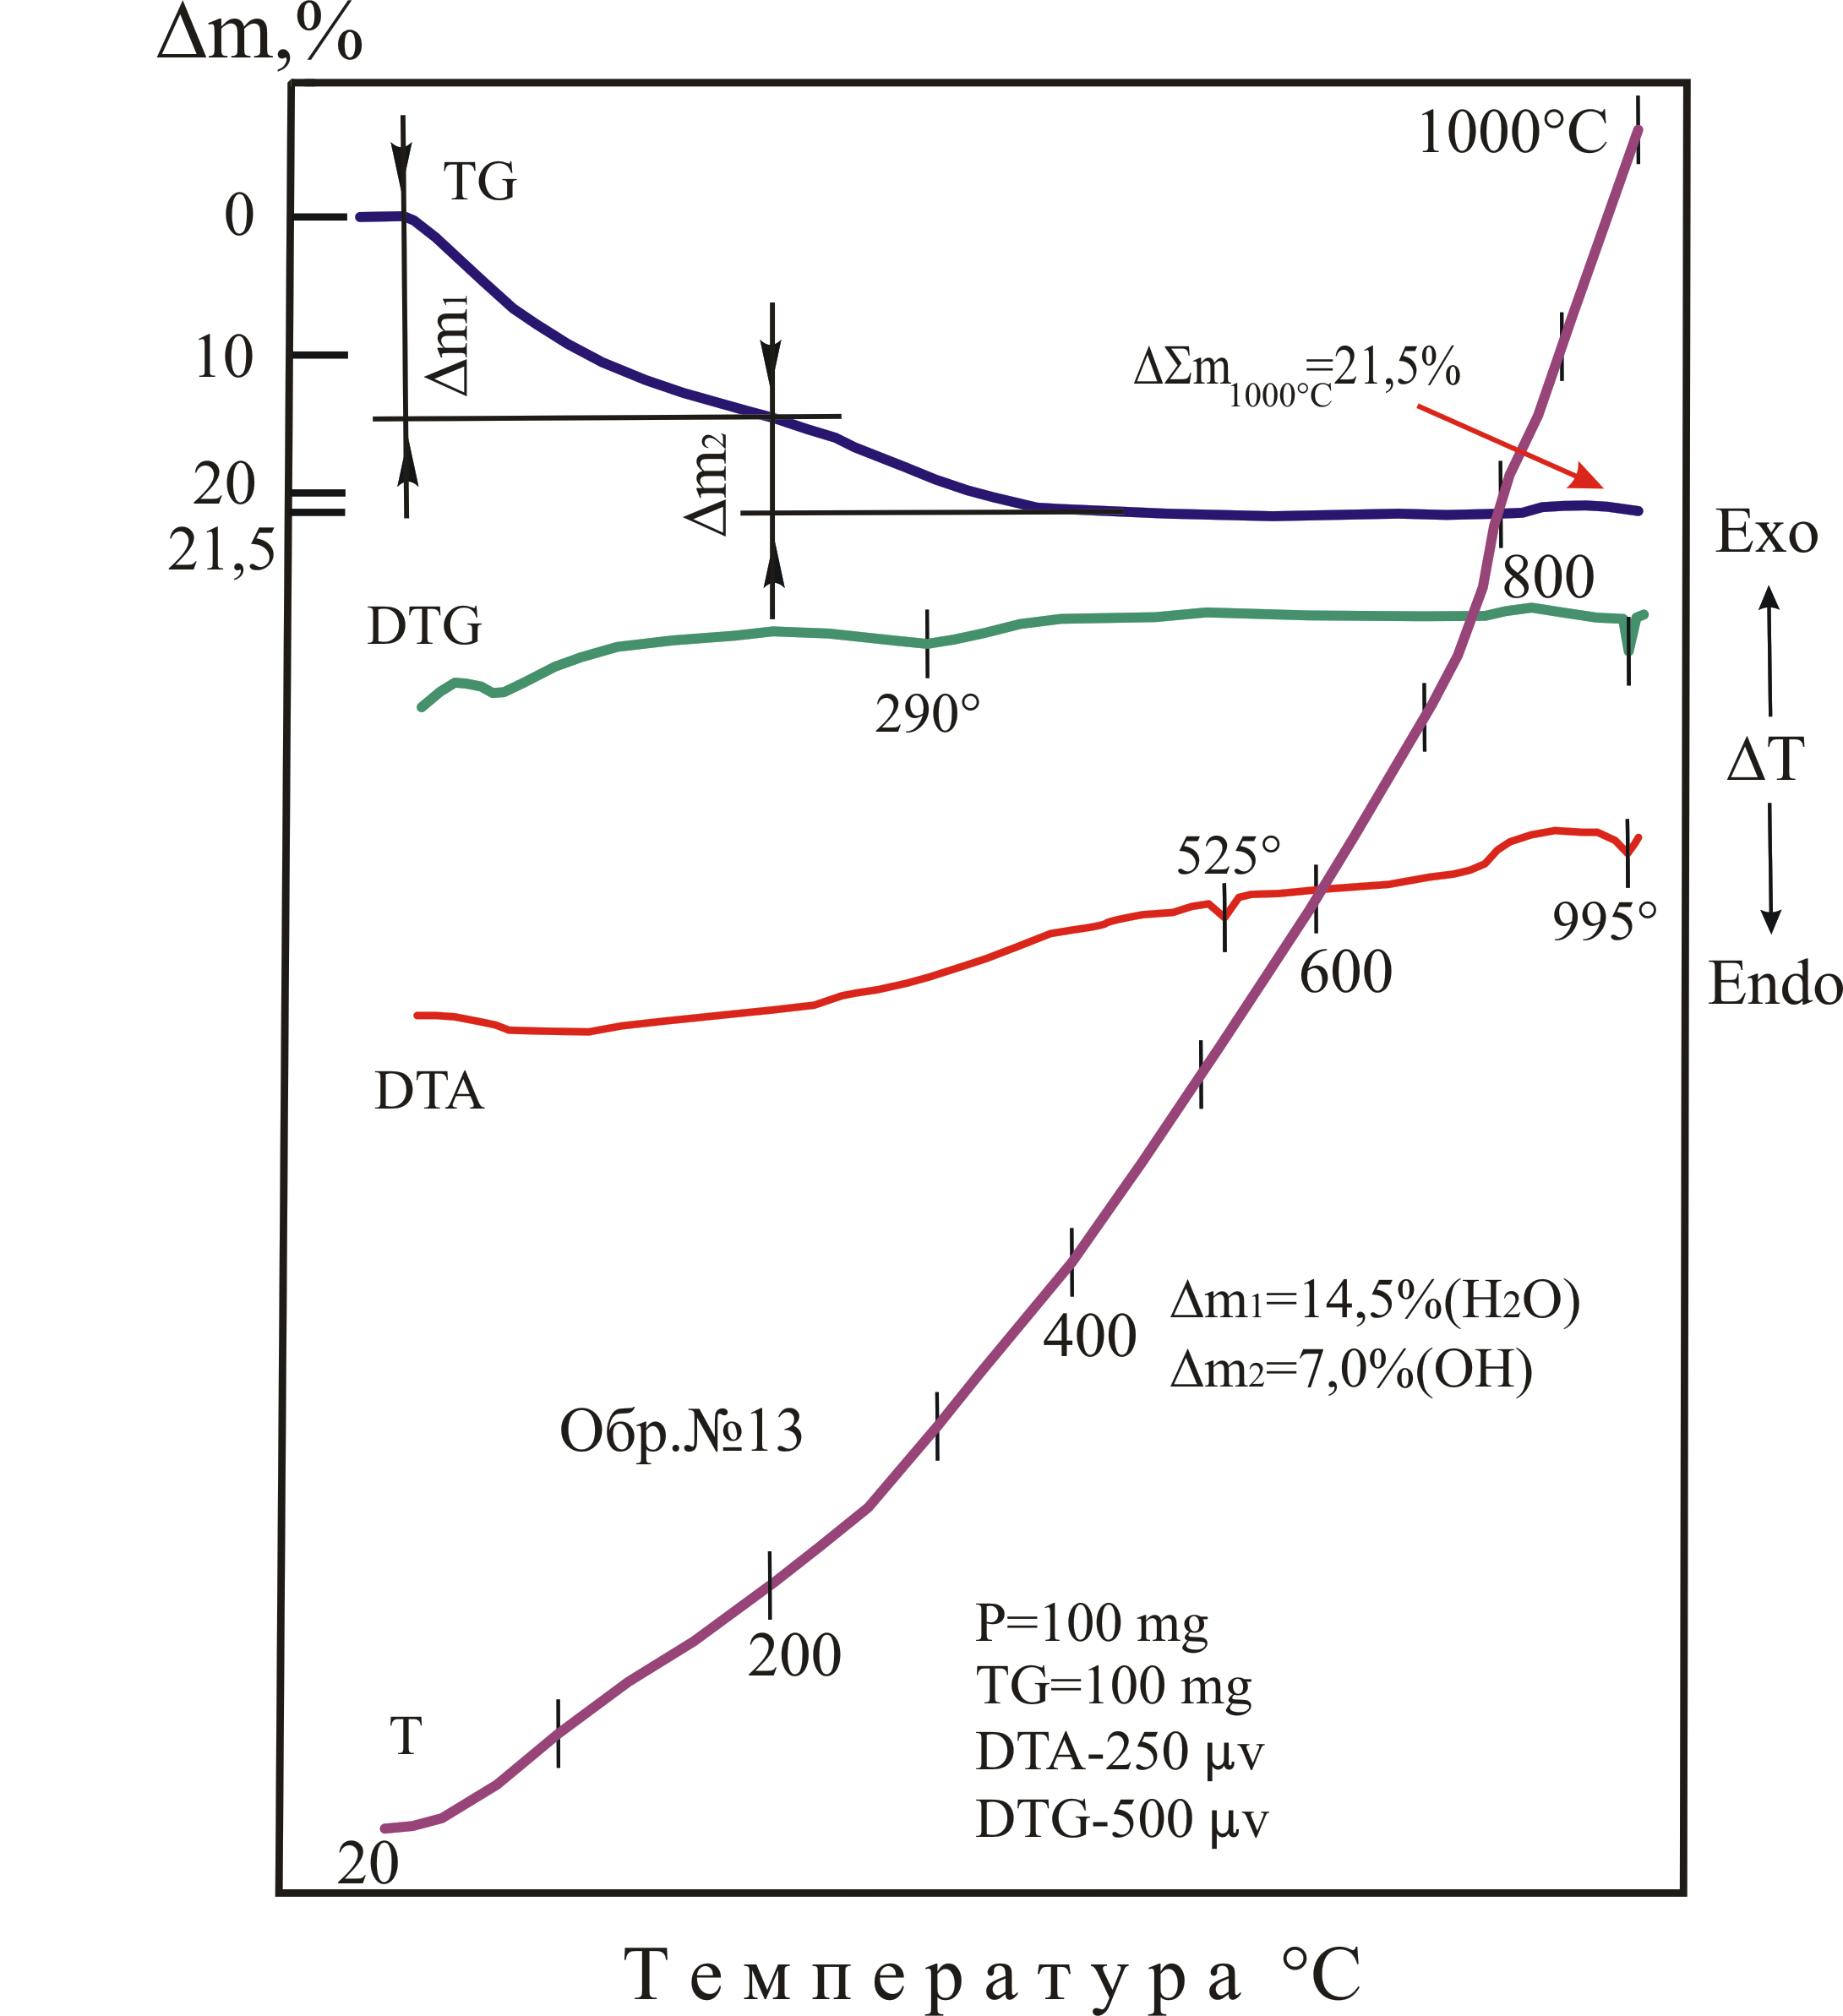 Δm,%
1000°C
TG
0
Δm1
10
ΔΣm1000°C=21,5%
Δm2
20
21,5
Exo
800
DTG
290°
ΔT
525°
995°
600
Endo
DTA
Δm1=14,5%(H2O)
400
Δm2=7,0%(OH)
Обр.№13
P=100 mg
200
TG=100 mg
T
DTA-250 μv
DTG-500 μv
20
Температура °C